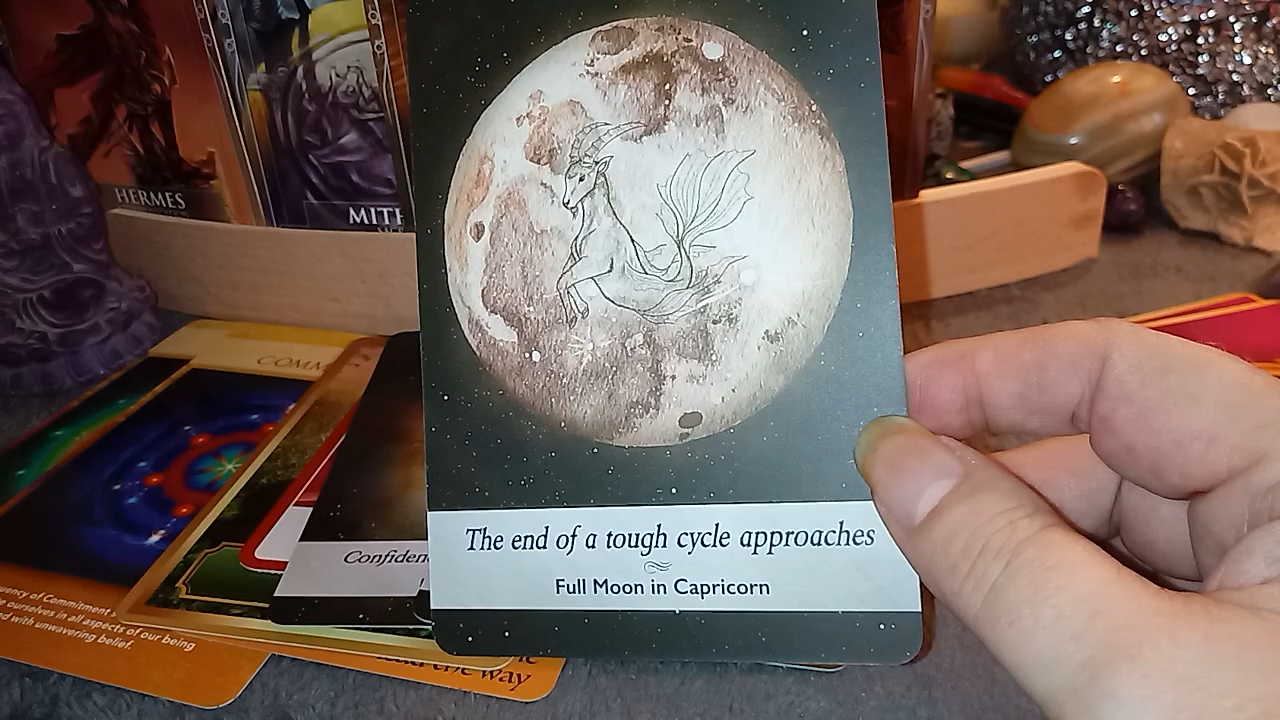 HERMES
MITH
COMM
The end of a tough cycle approaches
Full Moon in Capricorn
Confiden
uency of Commitment
e ourselves in all aspects of our being
nd with unwavering belief.
the way